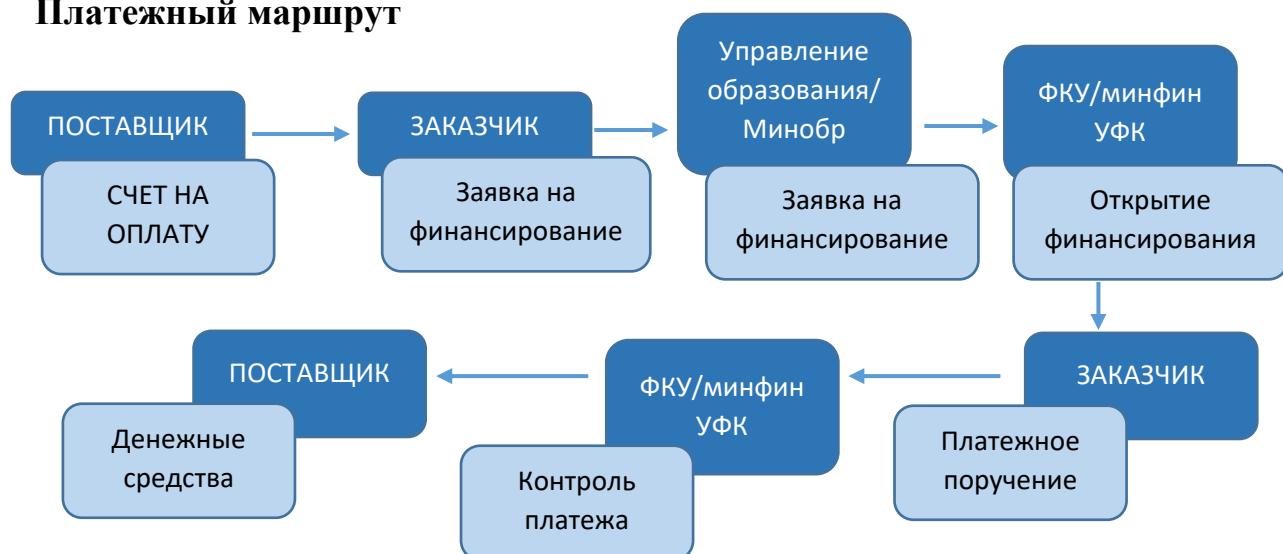 Платежный маршрут
ПОСТАВЩИК
СЧЕТ НА
ОПЛАТУ
ЗАКАЗЧИК
Заявка на
финансирование
Управление
образования/
Минобр
Заявка на
финансирование
ФКУ/минфин
УФК
Открытие
финансирования
ЗАКАЗЧИК
Платежное
поручение
ФКУ/минфин
УФК
Контроль
платежа
ПОСТАВЩИК
Денежные
средства